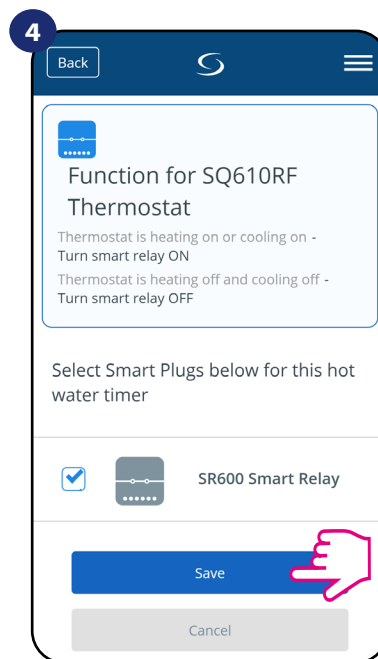 4
Back
Function for SQ610RF
Thermostat
Thermostat is heating on or cooling on -
Turn smart relay ON
Thermostat is heating off and cooling off -
Turn smart relay OFF
Select Smart Plugs below for this hot
water timer
SR600 Smart Relay
Save
Cancel